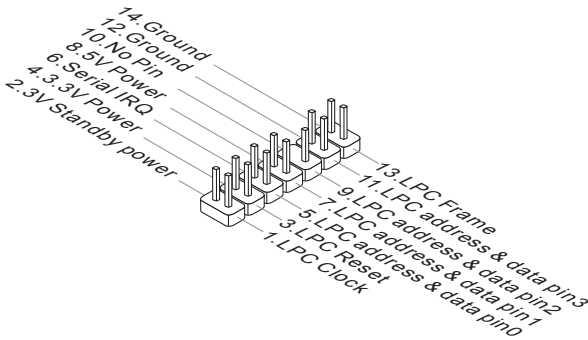 14.Ground
12.Ground
10.No Pin
8.5V Power
6.Serial IRQ
4.3.3V Power
2.3V Standby power
13.LPC Frame
11.LPC address & data pin3
9.LPC address & data pin2
7.LPC address & data pin1
5.LPC address & data pin0
3.LPC Reset
1.LPC Clock